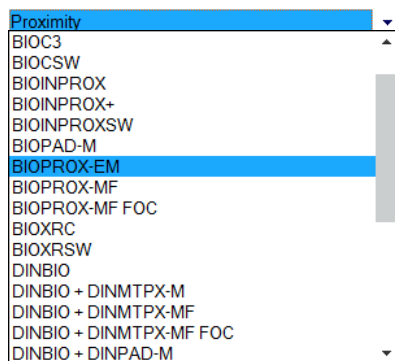 Proximity
BIOC3
BIOCSW
BIOINPROX
BIOINPROX+
BIOINPROXSW
BIOPAD-M
BIOPROX-EM
BIOPROX-MF
BIOPROX-MF FOC
BIOXRC
BIOXRSW
DINBIO
DINBIO + DINMTPX-M
DINBIO + DINMTPX-MF
DINBIO + DINMTPX-MF FOC
DINBIO + DINPAD-M